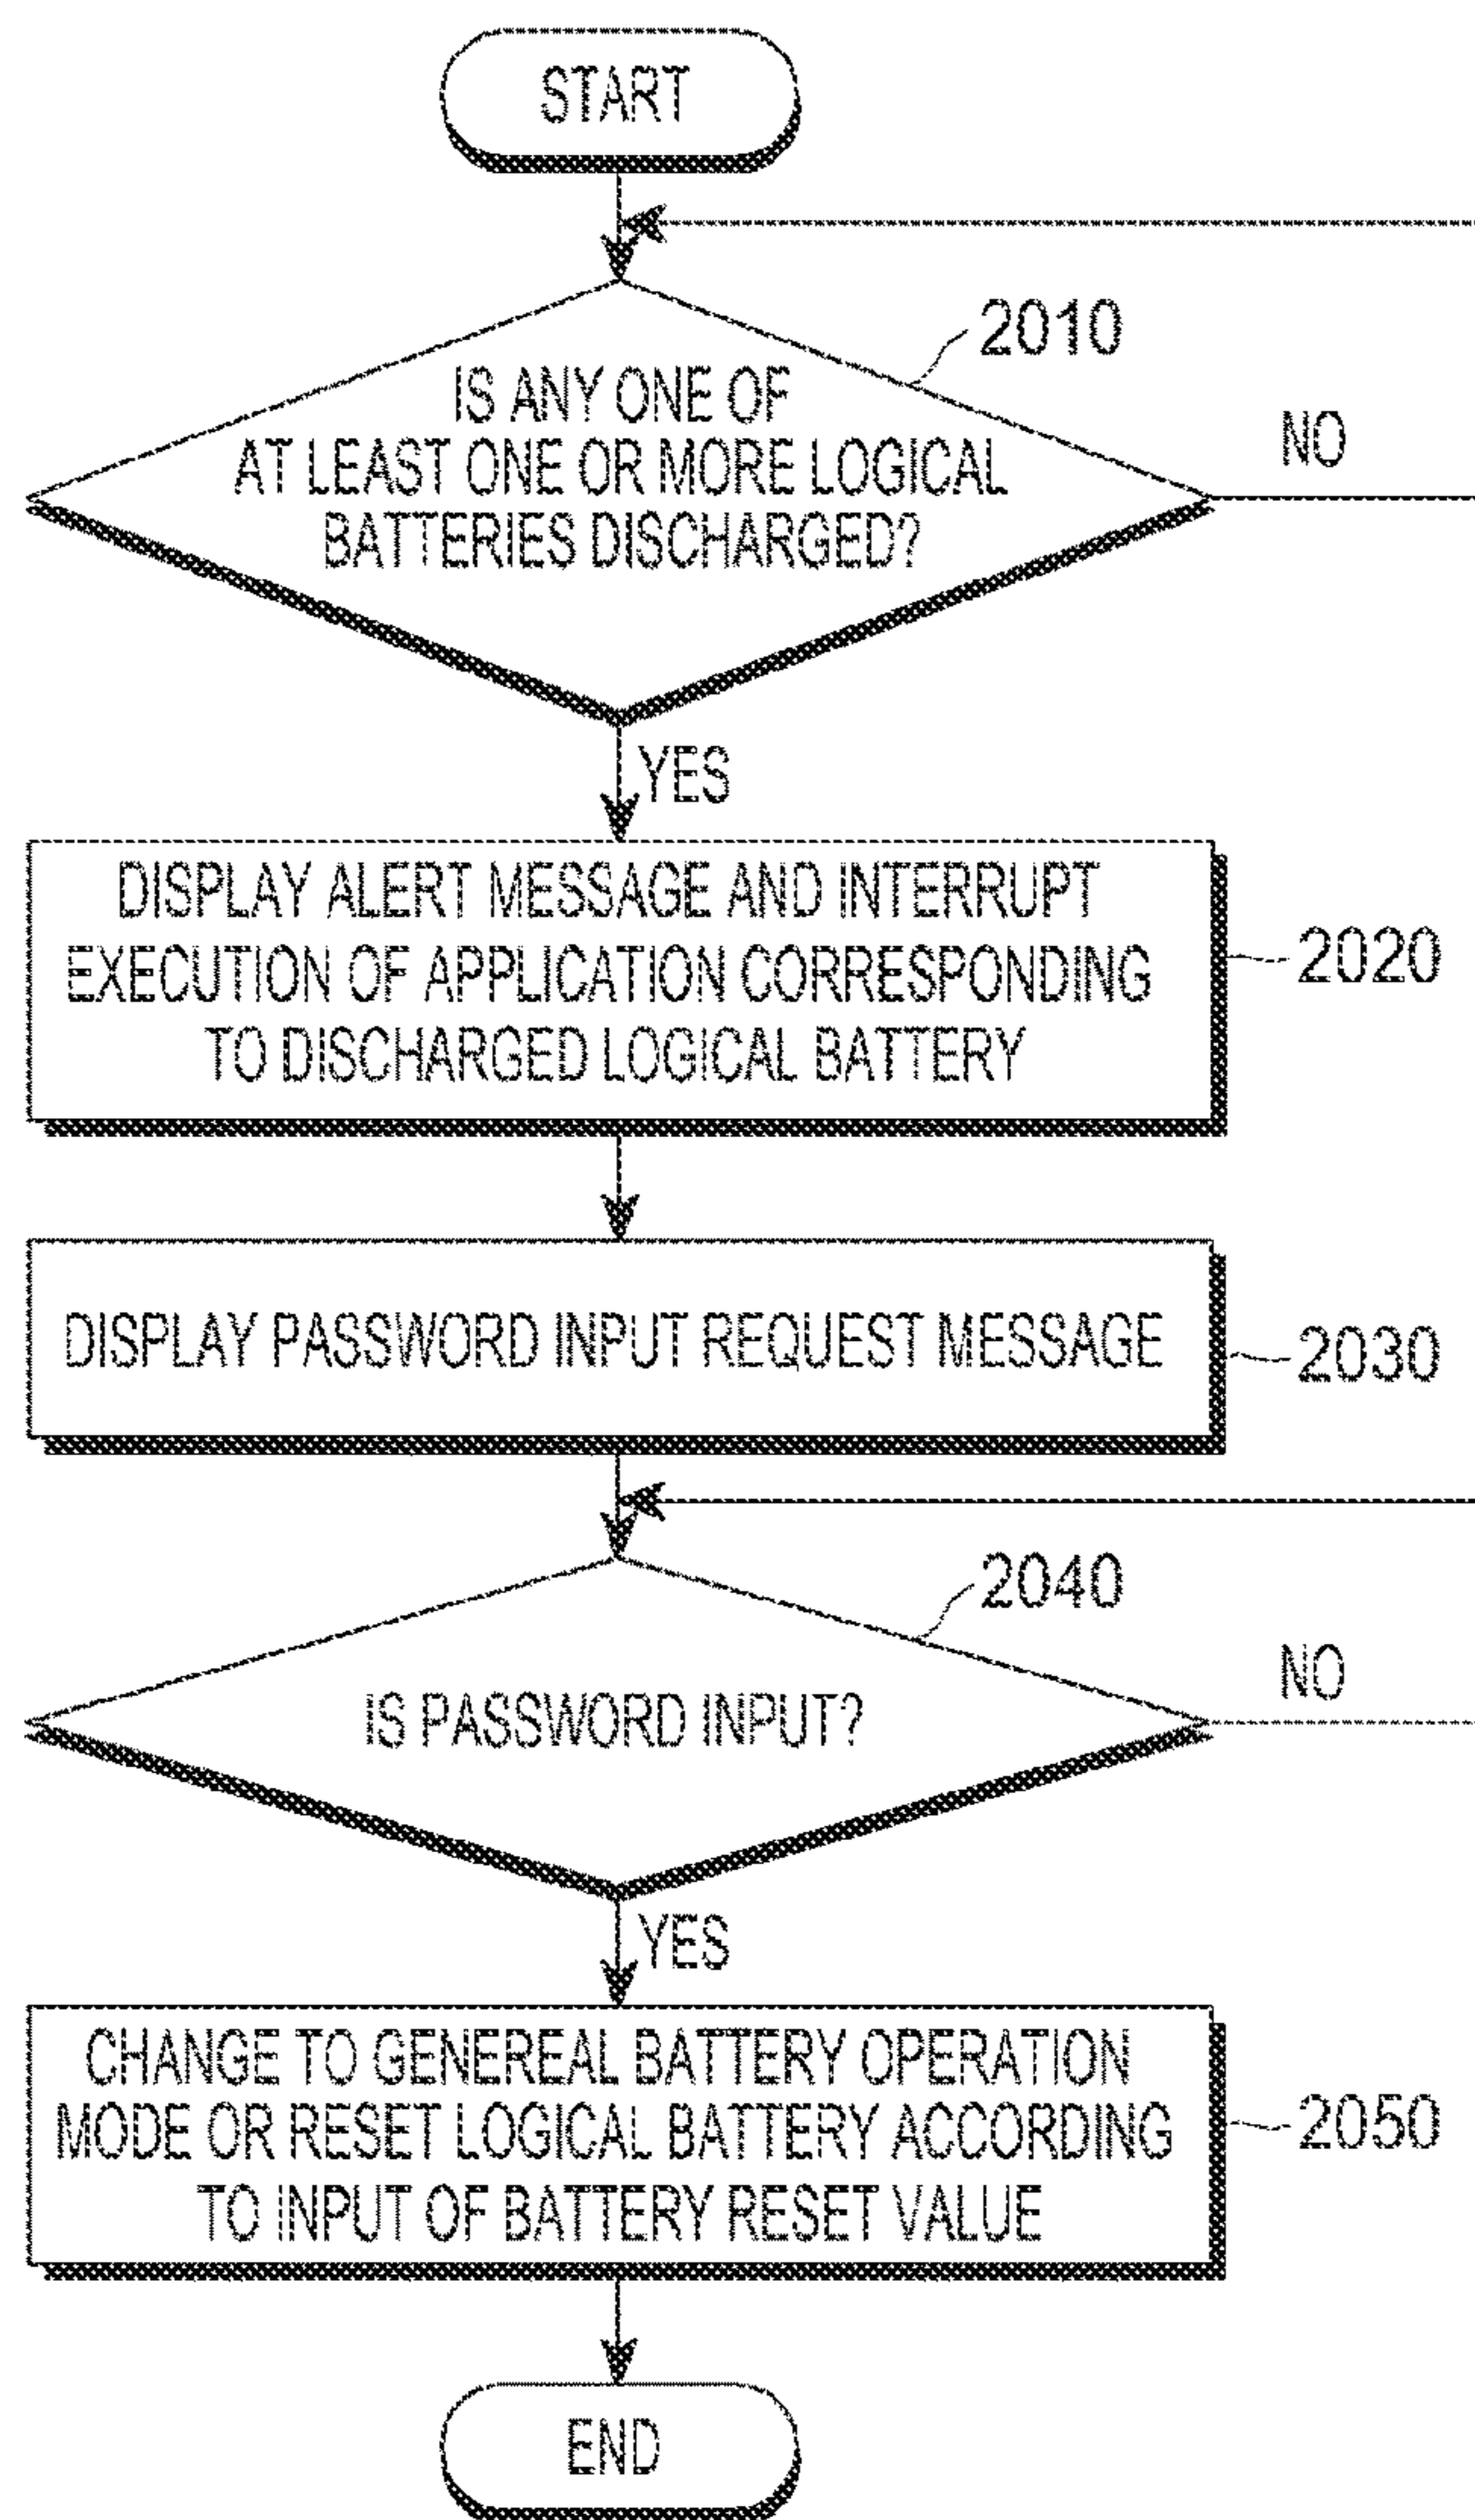 START
2010
IS ANY ONE OF
AT LEAST ONE OR MORE LOGICAL
BATTERIES DISCHARGED?
NO
YES
DISPLAY ALERT MESSAGE AND INTERRUPT
EXECUTION OF APPLICATION CORRESPONDING
TO DISCHARGED LOGICAL BATTERY
2020
DISPLAY PASSWORD INPUT REQUEST MESSAGE
2030
2040
IS PASSWORD INPUT?
NO
YES
CHANGE TO GENEREAL BATTERY OPERATION
MODE OR RESET LOGICAL BATTERY ACCORDING
TO INPUT OF BATTERY RESET VALUE
2050
END